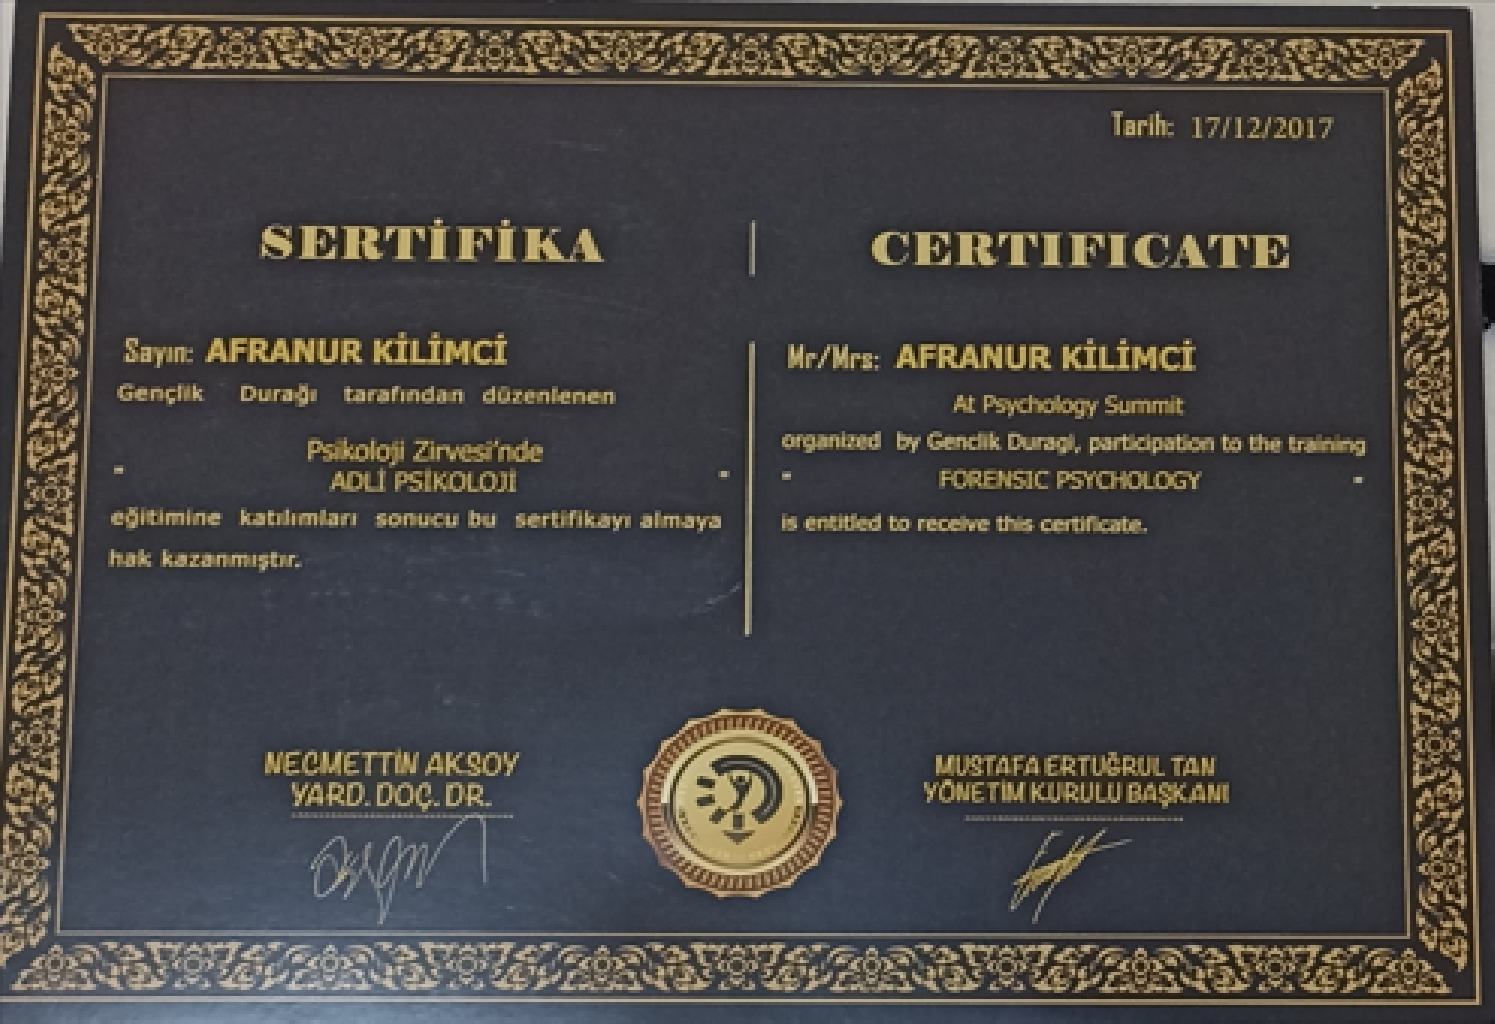 Tarih: 17/12/2017
SERTİFİKA
Sayın: AFRANUR KİLİMCİ
Gençlik Durağı tarafından düzenlenen
Psikoloji Zirvesi'nde
- ADLİ PSİKOLOJİ -
eğitimine katılımları sonucu bu sertifikayı almaya
hak kazanmıştır.
CERTIFICATE
Mr/Mrs: AFRANUR KİLİMCİ
At Psychology Summit
organized by Genclik Duragi, participation to the training
- FORENSIC PSYCHOLOGY -
is entitled to receive this certificate.
NECMETTİN AKSOY
YARD. DOÇ. DR.
MUSTAFA ERTUĞRUL TAN
YÖNETİM KURULU BAŞKANI